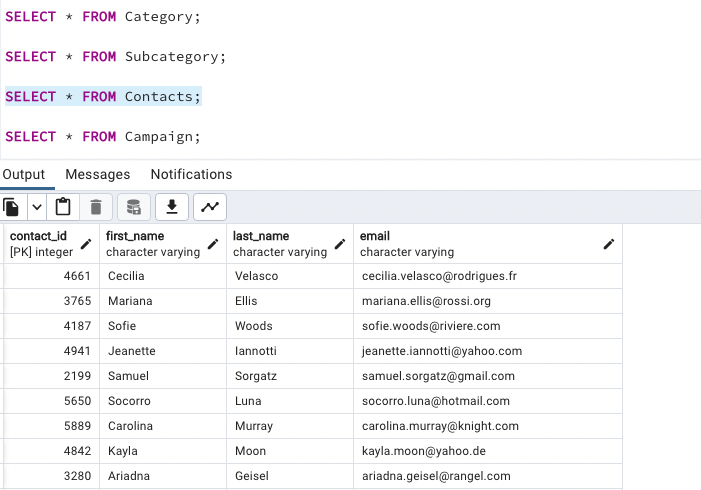 SELECT * FROM Category;
SELECT * FROM Subcategory;
SELECT * FROM Contacts;
SELECT * FROM Campaign;
Output Messages Notifications
contact_id first_name last_name email
[PK] integer character varying character varying character varying
4661 Cecilia Velasco cecilia.velasco@rodrigues.fr
3765 Mariana Ellis mariana.ellis@rossi.org
4187 Sofie Woods sofie.woods@riviere.com
4941 Jeanette Iannotti jeanette.iannotti@yahoo.com
2199 Samuel Sorgatz samuel.sorgatz@gmail.com
5650 Socorro Luna socorro.luna@hotmail.com
5889 Carolina Murray carolina.murray@knight.com
4842 Kayla Moon kayla.moon@yahoo.de
3280 Ariadna Geisel ariadna.geisel@rangel.com